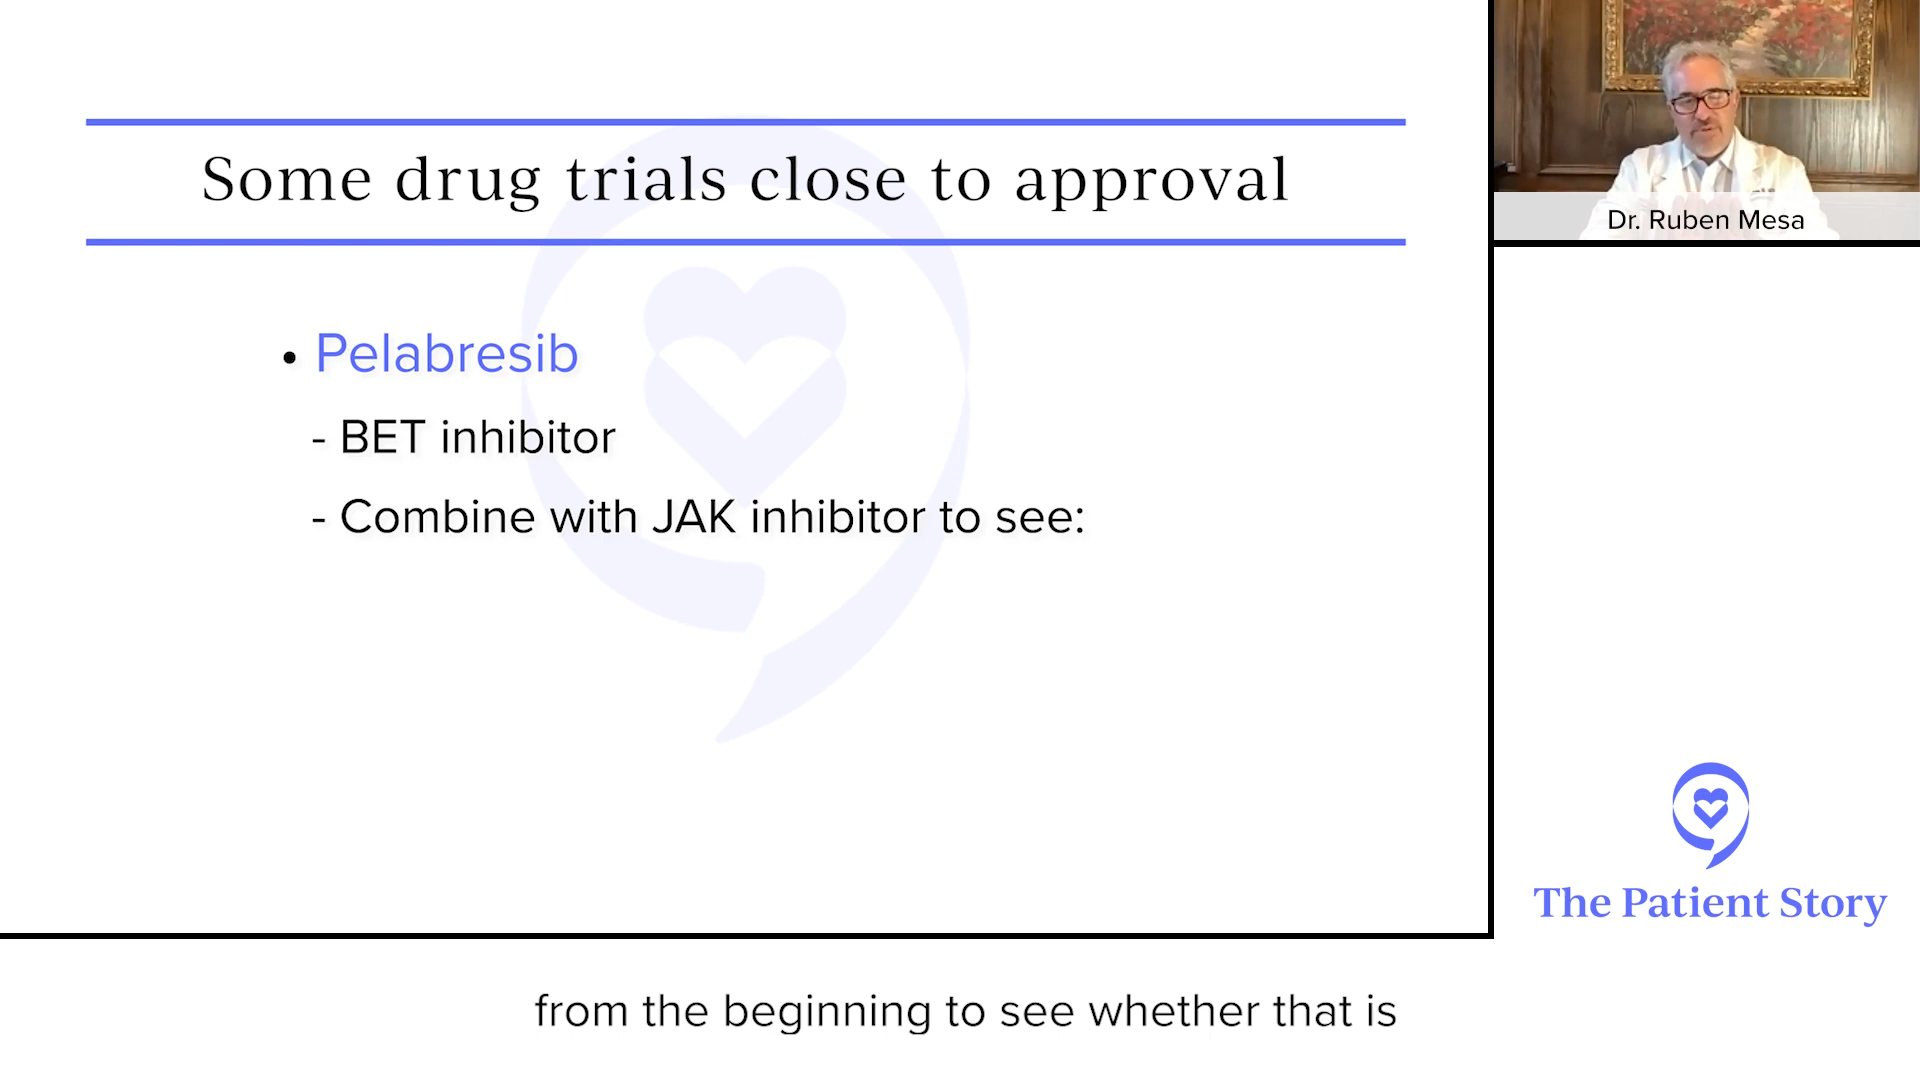 Some drug trials close to approval
• Pelabresib
- BET inhibitor
- Combine with JAK inhibitor to see:
Dr. Ruben Mesa
The Patient Story
from the beginning to see whether that is